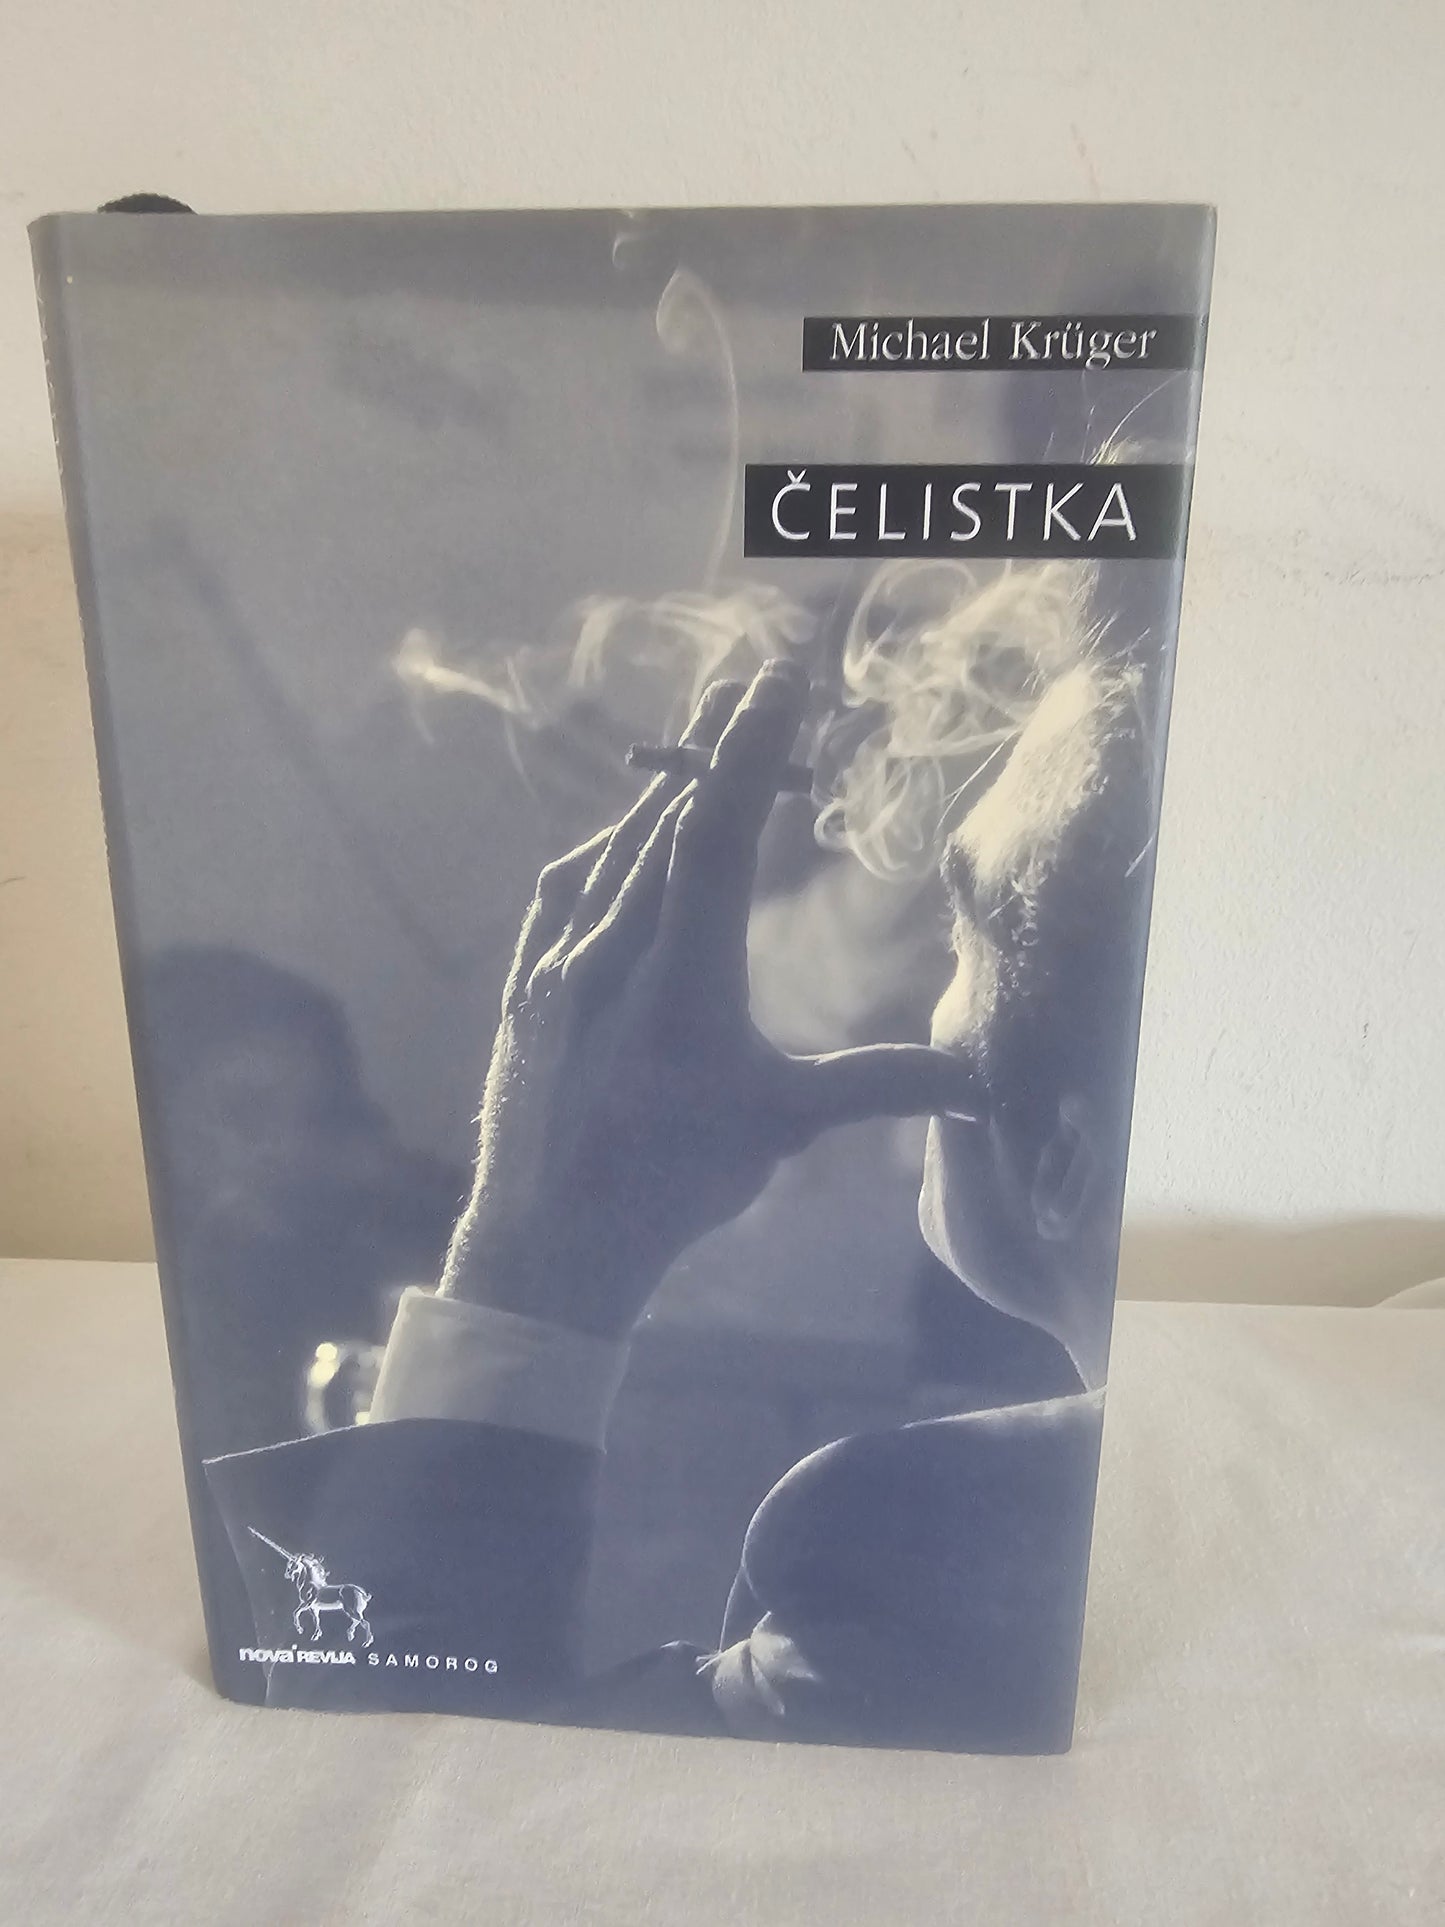 Michael Krüger
ČELISTKA
nova REVIJA SAMOROG